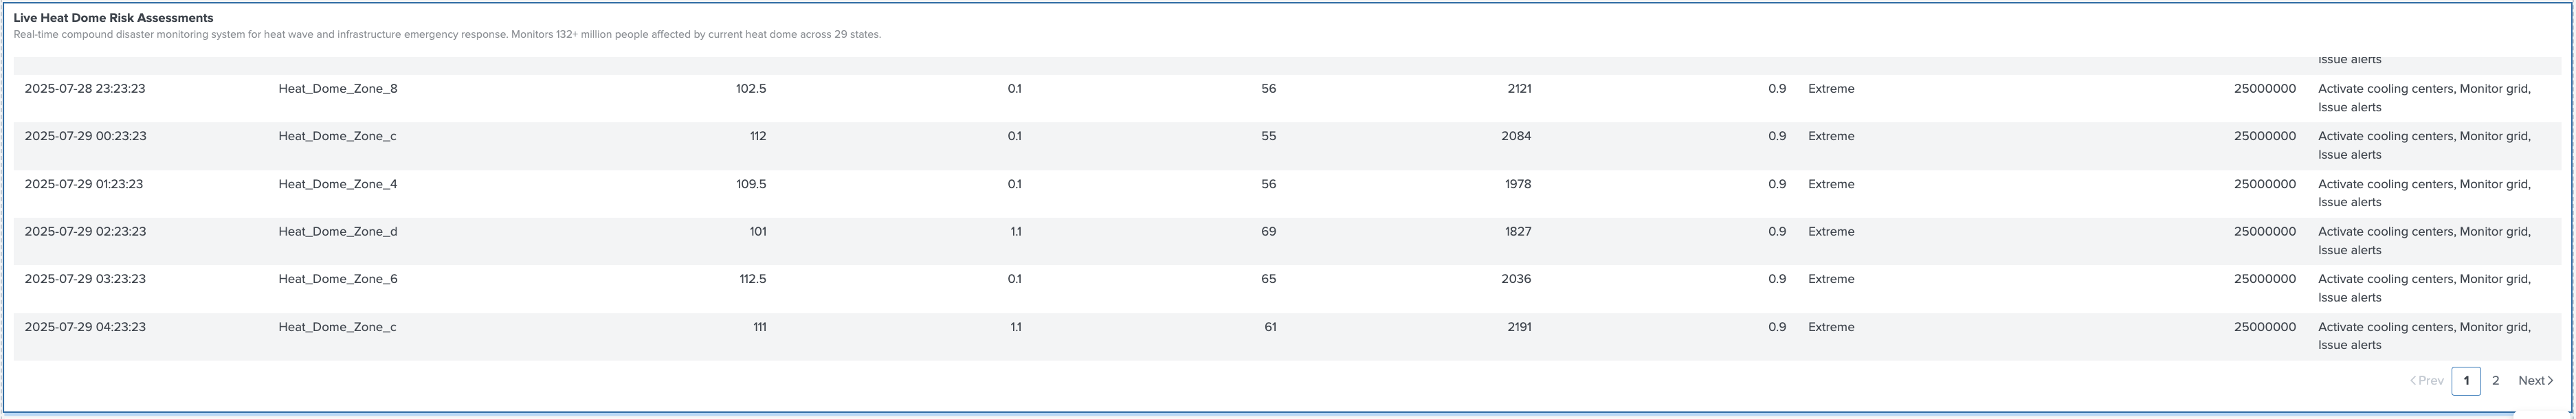 Live Heat Dome Risk Assessments
Real-time compound disaster monitoring system for heat wave and infrastructure emergency response. Monitors 132+ million people affected by current heat dome across 29 states.
Issue alerts
2025-07-28 23:23:23 Heat_Dome_Zone_8 102.5 0.1 56 2121 0.9 Extreme 25000000 Activate cooling centers, Monitor grid,
Issue alerts
2025-07-29 00:23:23 Heat_Dome_Zone_c 112 0.1 55 2084 0.9 Extreme 25000000 Activate cooling centers, Monitor grid,
Issue alerts
2025-07-29 01:23:23 Heat_Dome_Zone_4 109.5 0.1 56 1978 0.9 Extreme 25000000 Activate cooling centers, Monitor grid,
Issue alerts
2025-07-29 02:23:23 Heat_Dome_Zone_d 101 1.1 69 1827 0.9 Extreme 25000000 Activate cooling centers, Monitor grid,
Issue alerts
2025-07-29 03:23:23 Heat_Dome_Zone_6 112.5 0.1 65 2036 0.9 Extreme 25000000 Activate cooling centers, Monitor grid,
Issue alerts
2025-07-29 04:23:23 Heat_Dome_Zone_c 111 1.1 61 2191 0.9 Extreme 25000000 Activate cooling centers, Monitor grid,
Issue alerts
Prev 1 2 Next